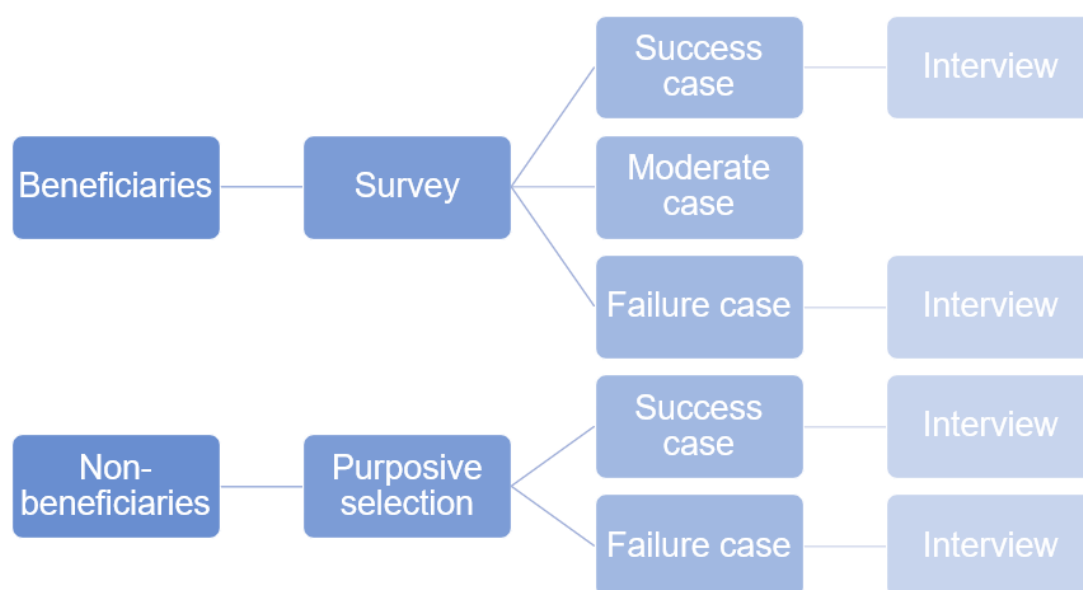 Success
case
Interview
Beneficiaries
Survey
Moderate
case
Failure case
Interview
Success
case
Interview
Non-
beneficiaries
Purposive
selection
Failure case
Interview